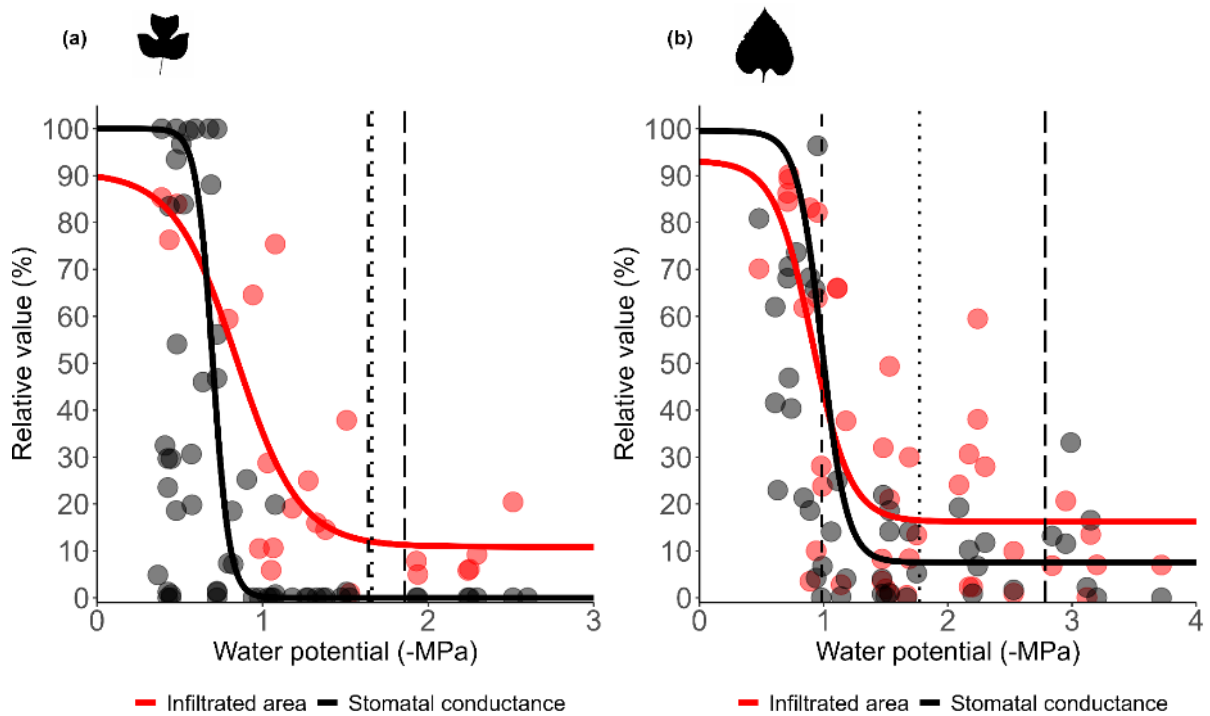 (a)
100
90
80
70
60
50
40
30
20
10
0
Relative value (%)
0 1 2 3
Water potential (-MPa)
Infiltrated area Stomatal conductance
(b)
100
90
80
70
60
50
40
30
20
10
0
Relative value (%)
0 1 2 3 4
Water potential (-MPa)
Infiltrated area Stomatal conductance